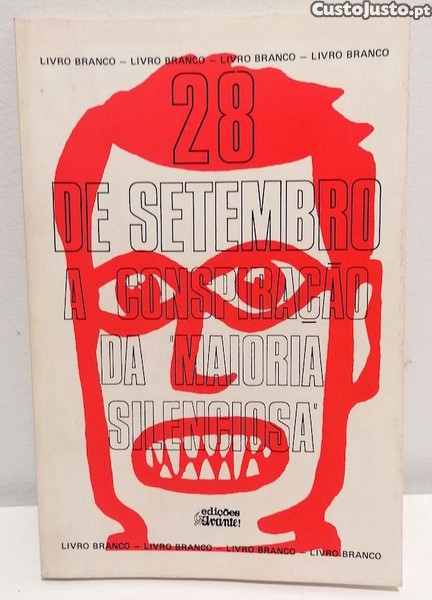 CustoJusto.pt
LIVRO BRANCO – LIVRO BRANCO – LIVRO BRANCO – LIVRO BRANCO
28
DE SETEMBRO
A CONSPIRAÇÃO
DA "MAIORIA
SILENCIOSA"
edições
Avante!
LIVRO BRANCO – LIVRO BRANCO – LIVRO BRANCO – LIVRO BRANCO